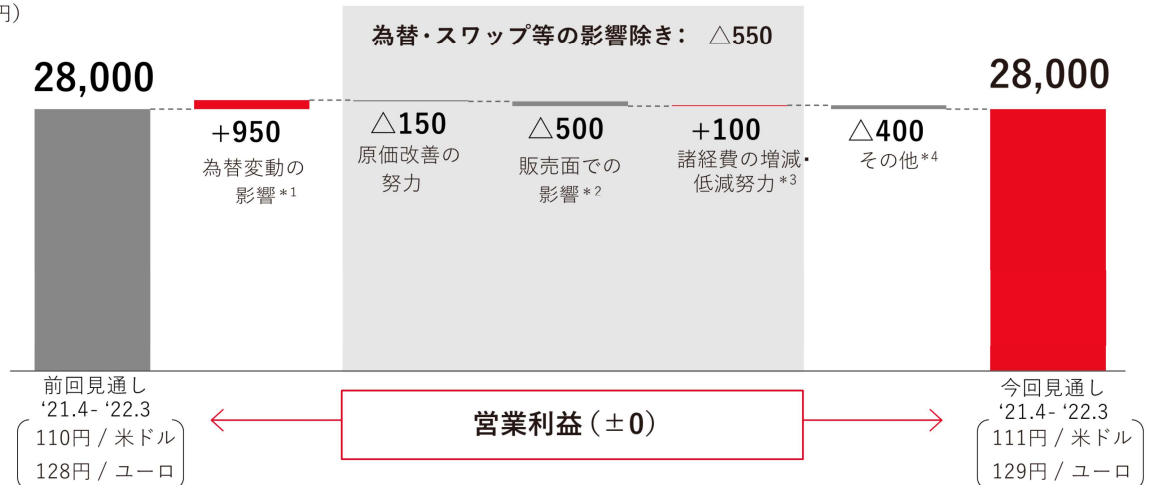 円)
為替・スワップ等の影響除き： △550
28,000
+950
為替変動の
影響*1
△150
原価改善の
努力
△500
販売面での
影響*2
+100
諸経費の増減・
低減努力*3
△400
その他*4
28,000
前回見通し
‘21.4- ‘22.3
110円 / 米ドル
128円 / ユーロ
営業利益 (±0)
今回見通し
‘21.4- ‘22.3
111円 / 米ドル
129円 / ユーロ